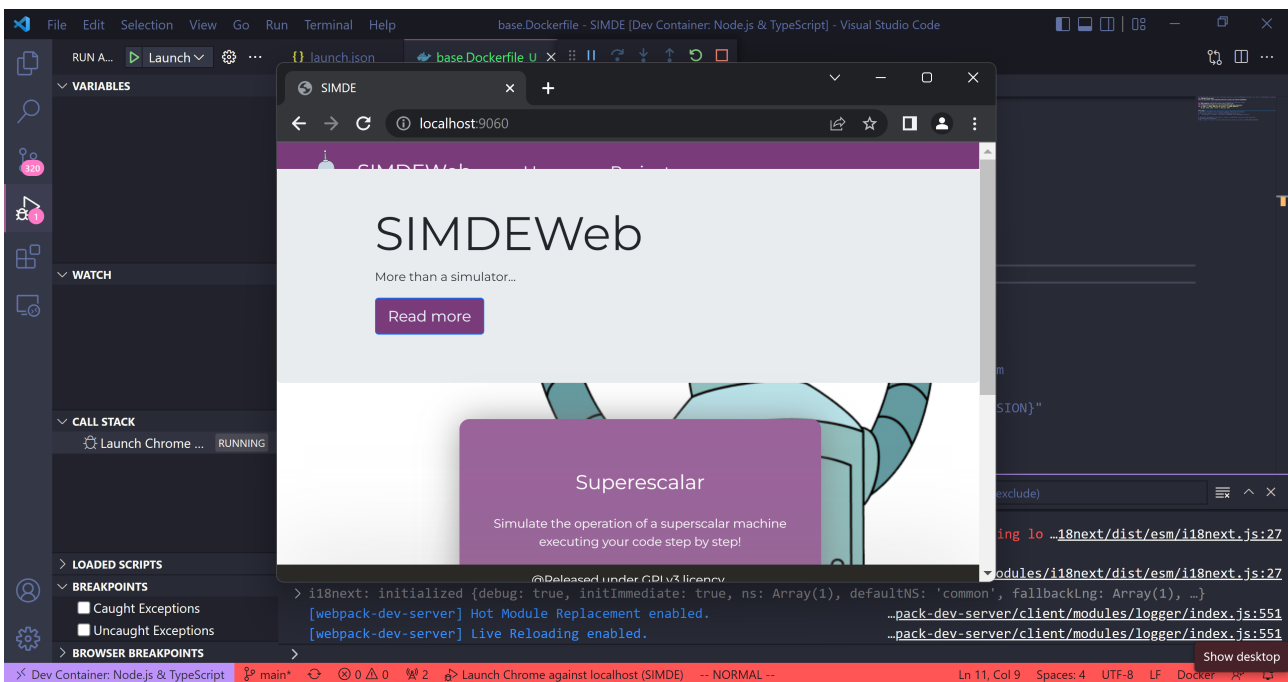 File Edit Selection View Go Run Terminal Help base.Dockerfile - SIMDE [Dev Container: Node.js & TypeScript] - Visual Studio Code
RUN A... Launch ... {} launch.json base.Dockerfile U
VARIABLES
WATCH
CALL STACK
Launch Chrome ... RUNNING
LOADED SCRIPTS
BREAKPOINTS
Caught Exceptions
Uncaught Exceptions
BROWSER BREAKPOINTS
320
1
SIMDE
localhost:9060
SIMDEWeb
SIMDEWeb
More than a simulator...
Read more
Superescalar
Simulate the operation of a superscalar machine
executing your code step by step!
@Released under GPLv3 licency
m
SION}"
exclude)
ing lo …18next/dist/esm/i18next.js:27
odules/i18next/dist/esm/i18next.js:27
> i18next: initialized {debug: true, initImmediate: true, ns: Array(1), defaultNS: 'common', fallbackLng: Array(1), …}
[webpack-dev-server] Hot Module Replacement enabled. …pack-dev-server/client/modules/logger/index.js:551
[webpack-dev-server] Live Reloading enabled. …pack-dev-server/client/modules/logger/index.js:551
>
Show desktop
Dev Container: Node.js & TypeScript main* 0 0 2 Launch Chrome against localhost (SIMDE) -- NORMAL -- Ln 11, Col 9 Spaces: 4 UTF-8 LF Docker